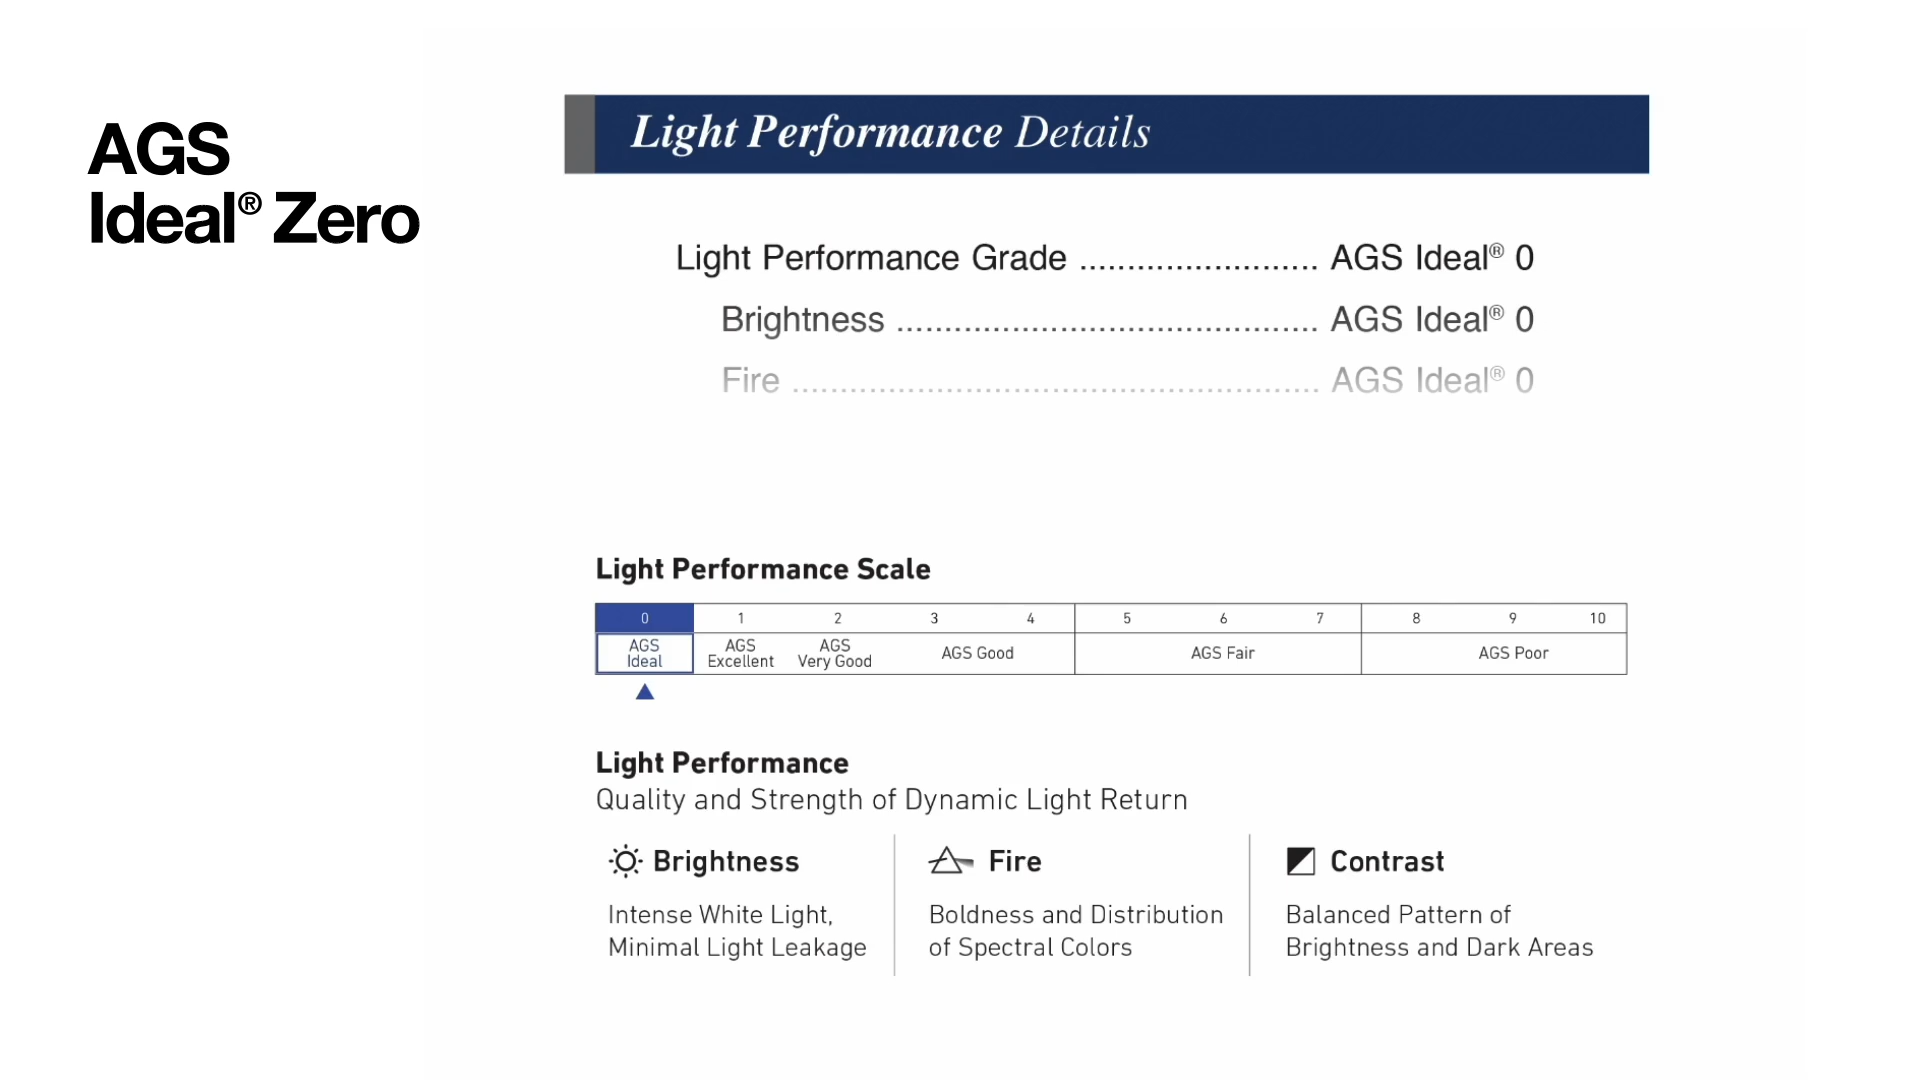 AGS
Ideal® Zero
Light Performance Details
Light Performance Grade ......................... AGS Ideal® 0
Brightness ............................................ AGS Ideal® 0
Fire ....................................................... AGS Ideal® 0
Light Performance Scale
0 1 2 3 4 5 6 7 8 9 10
AGS Ideal AGS Excellent AGS Very Good AGS Good AGS Fair AGS Poor
Light Performance
Quality and Strength of Dynamic Light Return
Brightness
Intense White Light,
Minimal Light Leakage
Fire
Boldness and Distribution
of Spectral Colors
Contrast
Balanced Pattern of
Brightness and Dark Areas